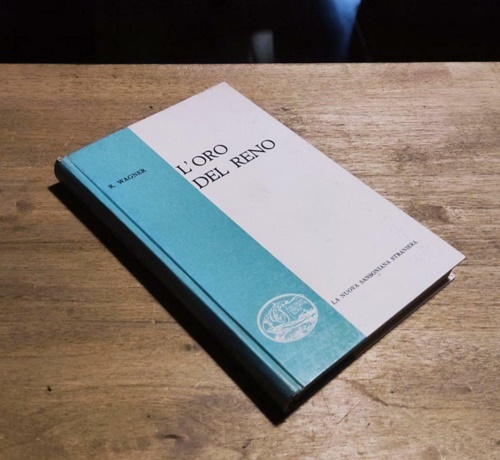 R. WAGNER
L'ORO
DEL RENO
LA NUOVA SANSONIANA STRANIERA